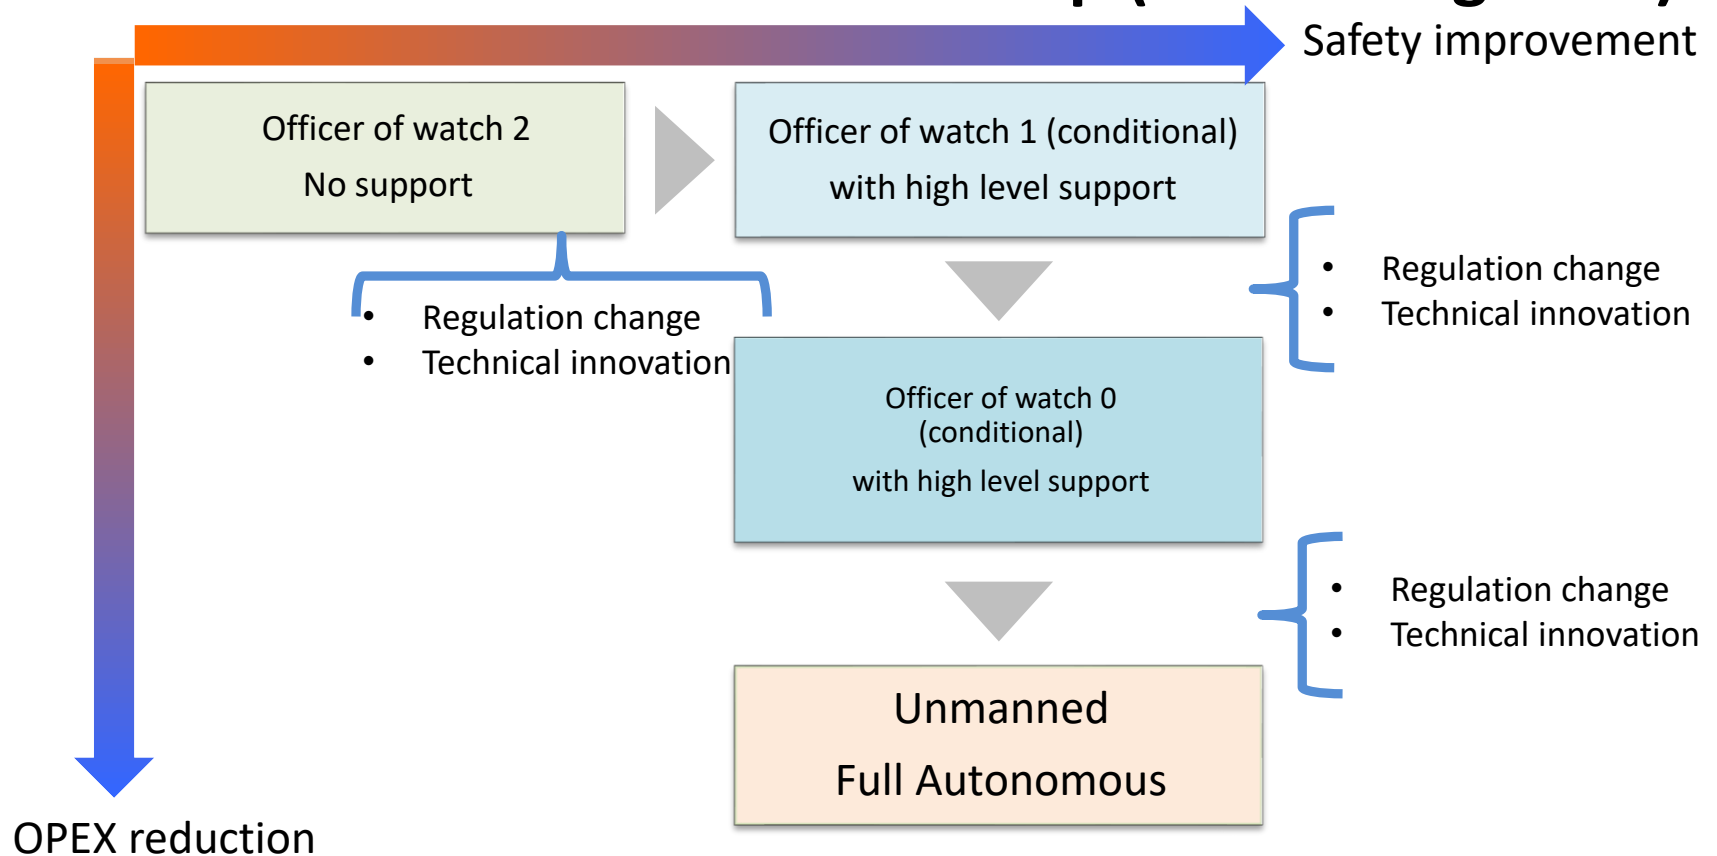 Safety improvement
Officer of watch 2
No support
Officer of watch 1 (conditional)
with high level support
• Regulation change
• Technical innovation
• Regulation change
• Technical innovation
Officer of watch 0
(conditional)
with high level support
• Regulation change
• Technical innovation
Unmanned
Full Autonomous
OPEX reduction